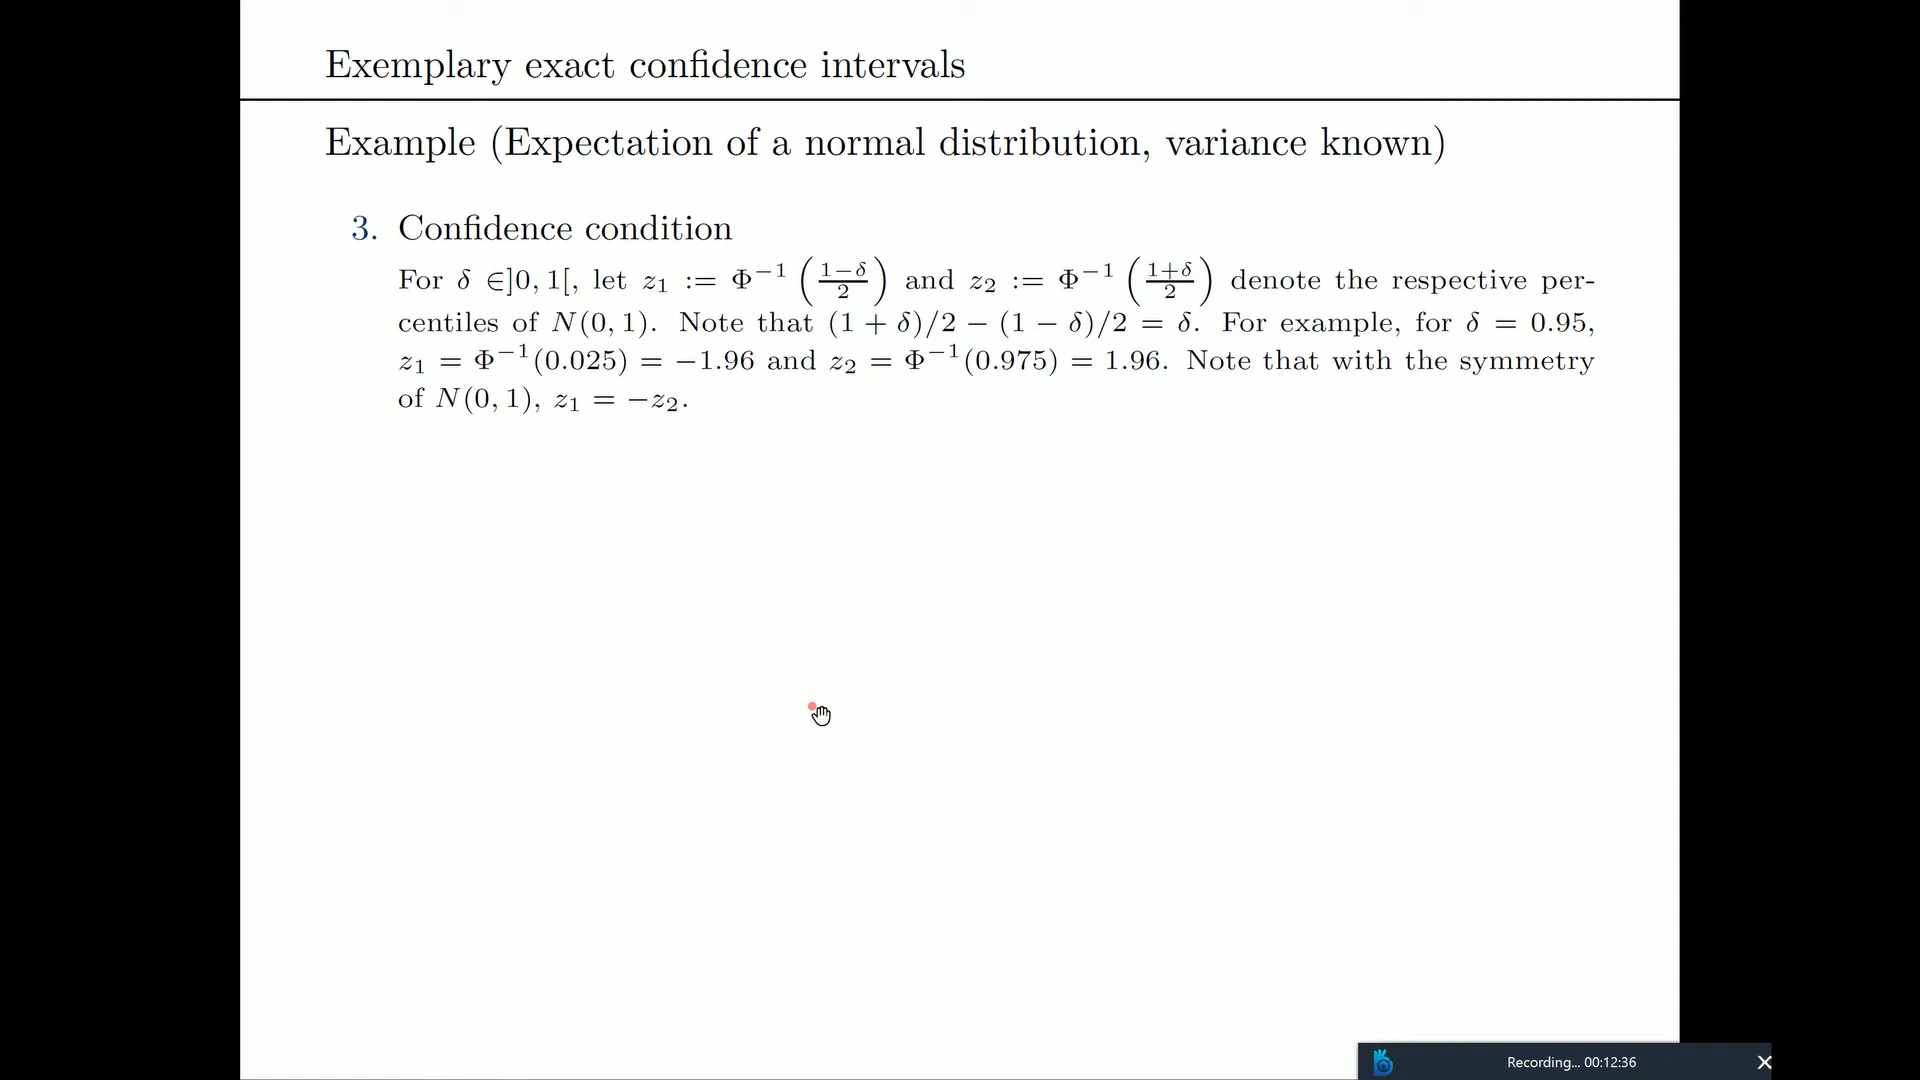 Exemplary exact confidence intervals
Example (Expectation of a normal distribution, variance known)
3. Confidence condition
For δ ∈]0, 1[, let z₁ := Φ⁻¹ ((1−δ)/2) and z₂ := Φ⁻¹ ((1+δ)/2) denote the respective per-
centiles of N(0, 1). Note that (1 + δ)/2 − (1 − δ)/2 = δ. For example, for δ = 0.95,
z₁ = Φ⁻¹(0.025) = −1.96 and z₂ = Φ⁻¹(0.975) = 1.96. Note that with the symmetry
of N(0, 1), z₁ = −z₂.
Recording... 00:12:36